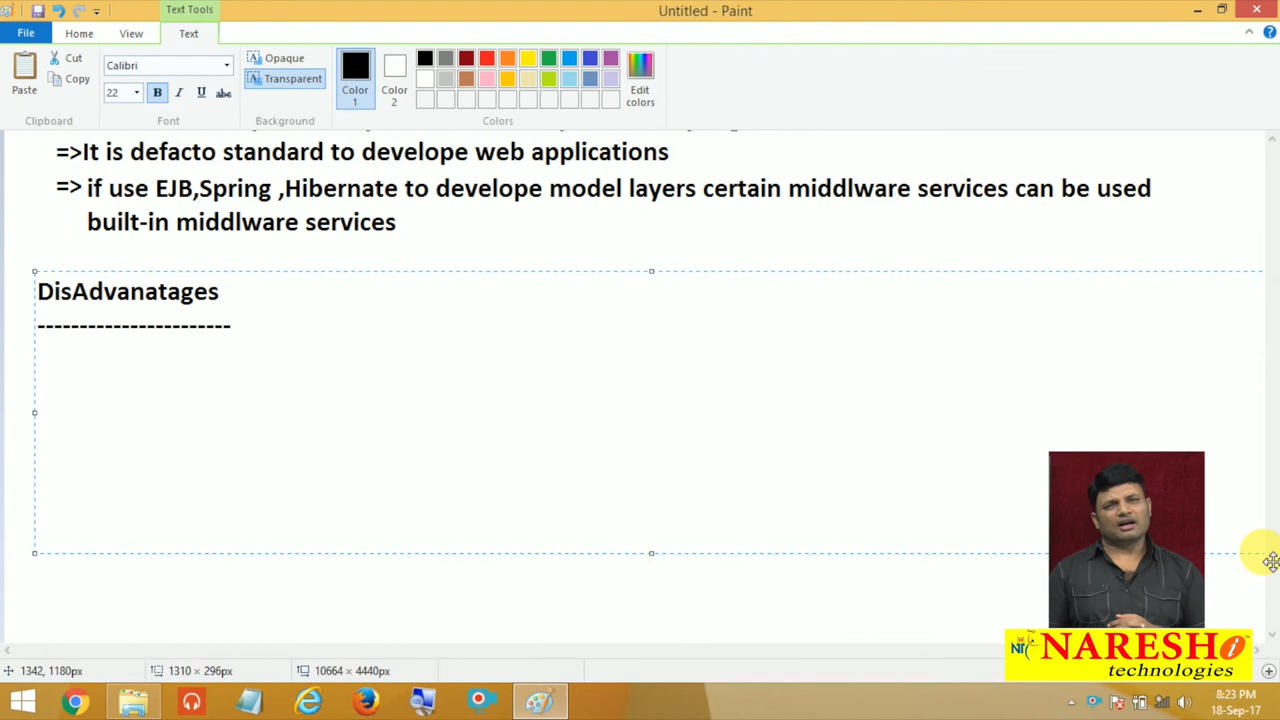 Text Tools
Untitled - Paint
File
Home
View
Text
Paste
Cut
Copy
Clipboard
Calibri
22
B
I
U
abc
Font
Opaque
Transparent
Background
Color
1
Color
2
Edit
colors
Colors
=>It is defacto standard to develope web applications
=> if use EJB,Spring ,Hibernate to develope model layers certain middlware services can be used
built-in middlware services
DisAdvanatages
-----------------------
NARESH i
technologies
1342, 1180px
1310 × 296px
10664 × 4440px
8:23 PM
18-Sep-17